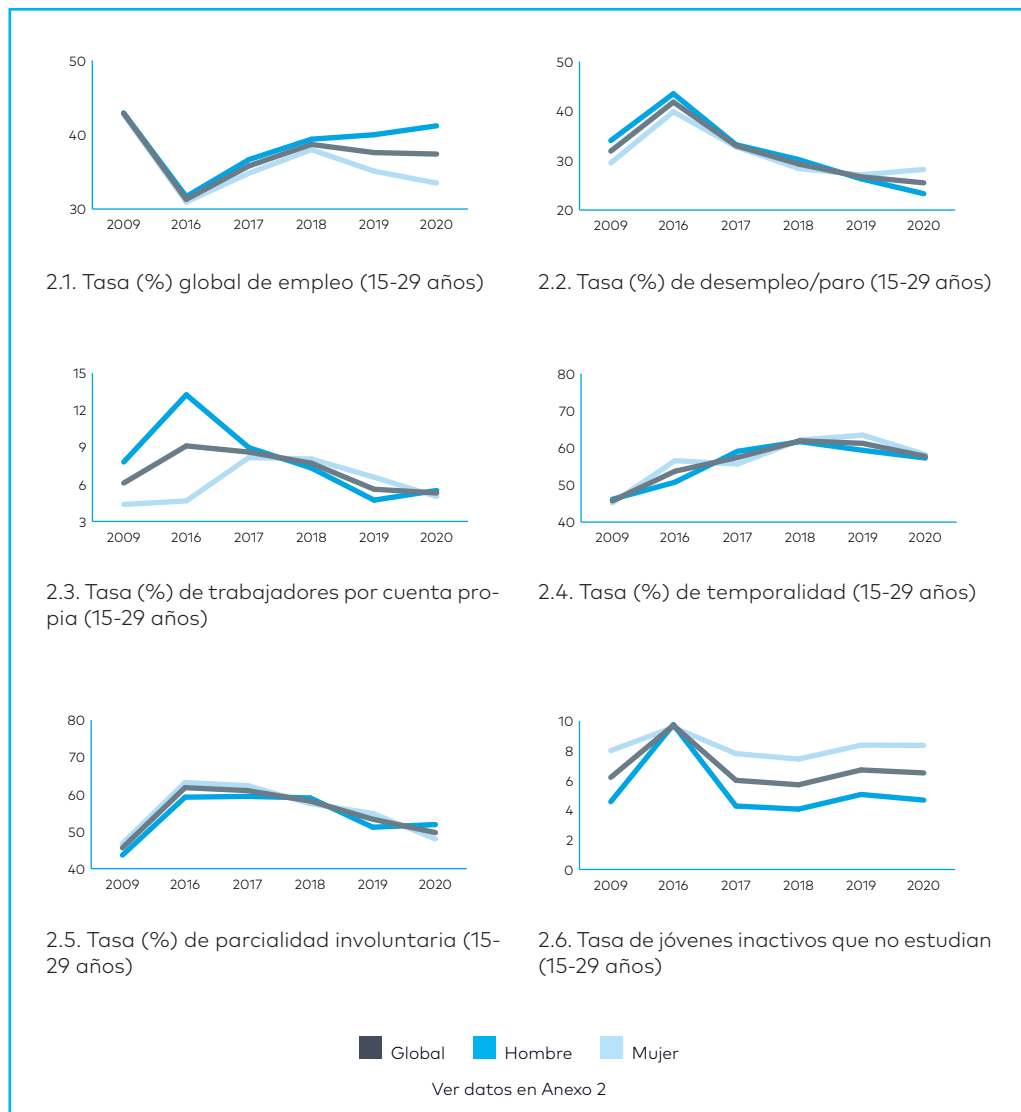 50
40
30
2009 2016 2017 2018 2019 2020
2.1. Tasa (%) global de empleo (15-29 años)
50
40
30
20
2009 2016 2017 2018 2019 2020
2.2. Tasa (%) de desempleo/paro (15-29 años)
15
12
9
6
3
2009 2016 2017 2018 2019 2020
2.3. Tasa (%) de trabajadores por cuenta pro-
pia (15-29 años)
80
70
60
50
40
2009 2016 2017 2018 2019 2020
2.4. Tasa (%) de temporalidad (15-29 años)
80
70
60
50
40
2009 2016 2017 2018 2019 2020
2.5. Tasa (%) de parcialidad involuntaria (15-
29 años)
10
8
6
4
2
0
2009 2016 2017 2018 2019 2020
2.6. Tasa de jóvenes inactivos que no estudian
(15-29 años)
Global Hombre Mujer
Ver datos en Anexo 2